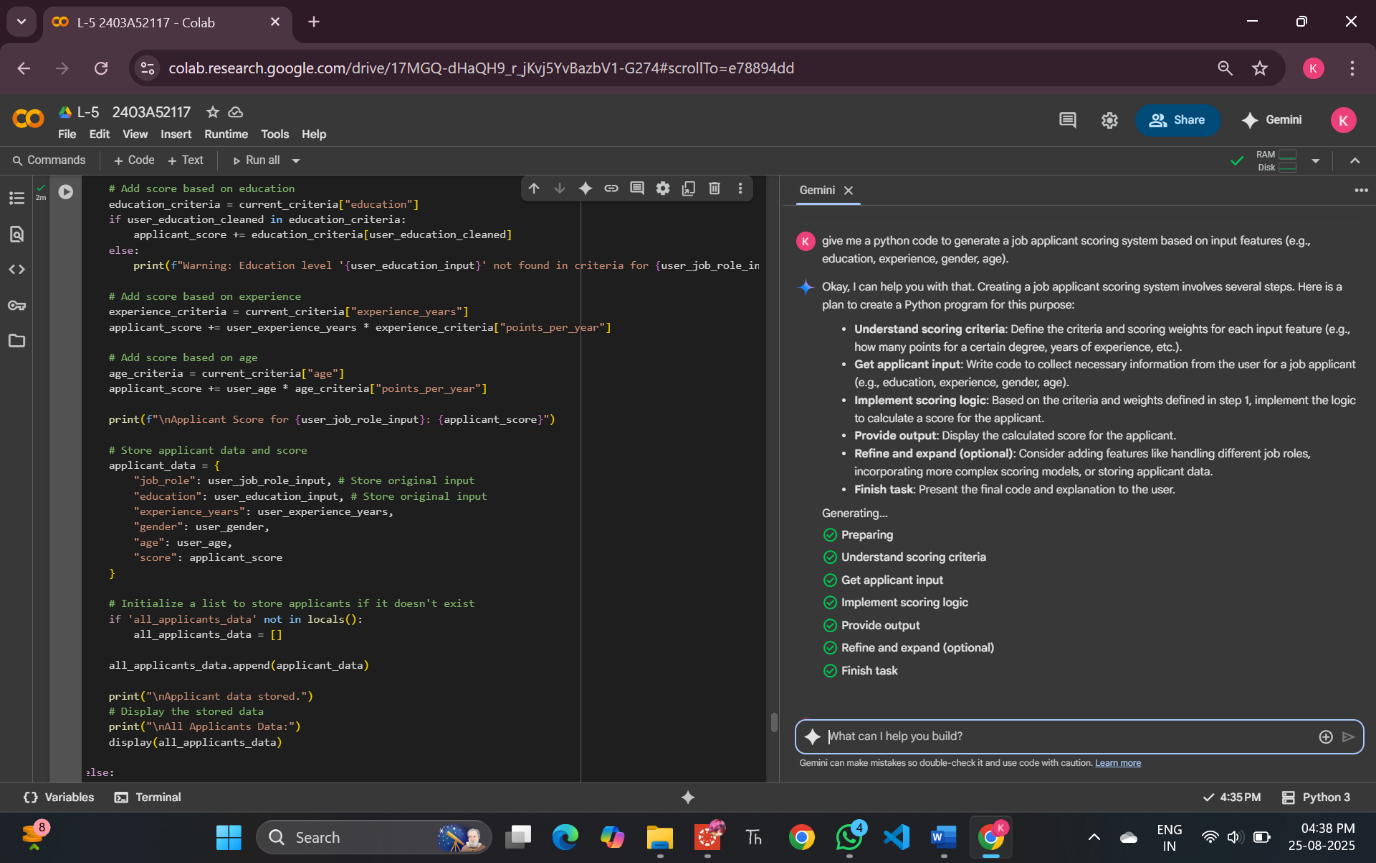 L-5 2403A52117 - Colab
colab.research.google.com/drive/17MGQ-dHaQH9_r_jKvj5YvBazbV1-G274#scrollTo=e78894dd
K
L-5 2403A52117
File Edit View Insert Runtime Tools Help
Share
Gemini
K
Commands + Code + Text Run all
RAM
Disk
2m
# Add score based on education
education_criteria = current_criteria["education"]
if user_education_cleaned in education_criteria:
applicant_score += education_criteria[user_education_cleaned]
else:
print(f"Warning: Education level '{user_education_input}' not found in criteria for {user_job_role_in
# Add score based on experience
experience_criteria = current_criteria["experience_years"]
applicant_score += user_experience_years * experience_criteria["points_per_year"]
# Add score based on age
age_criteria = current_criteria["age"]
applicant_score += user_age * age_criteria["points_per_year"]
print(f"\nApplicant Score for {user_job_role_input}: {applicant_score}")
# Store applicant data and score
applicant_data = {
"job_role": user_job_role_input, # Store original input
"education": user_education_input, # Store original input
"experience_years": user_experience_years,
"gender": user_gender,
"age": user_age,
"score": applicant_score
}
# Initialize a list to store applicants if it doesn't exist
if 'all_applicants_data' not in locals():
all_applicants_data = []
all_applicants_data.append(applicant_data)
print("\nApplicant data stored.")
# Display the stored data
print("\nAll Applicants Data:")
display(all_applicants_data)
else:
Gemini
K
give me a python code to generate a job applicant scoring system based on input features (e.g.,
education, experience, gender, age).
Okay, I can help you with that. Creating a job applicant scoring system involves several steps. Here is a
plan to create a Python program for this purpose:
• Understand scoring criteria: Define the criteria and scoring weights for each input feature (e.g.,
how many points for a certain degree, years of experience, etc.).
• Get applicant input: Write code to collect necessary information from the user for a job applicant
(e.g., education, experience, gender, age).
• Implement scoring logic: Based on the criteria and weights defined in step 1, implement the logic
to calculate a score for the applicant.
• Provide output: Display the calculated score for the applicant.
• Refine and expand (optional): Consider adding features like handling different job roles,
incorporating more complex scoring models, or storing applicant data.
• Finish task: Present the final code and explanation to the user.
Generating...
Preparing
Understand scoring criteria
Get applicant input
Implement scoring logic
Provide output
Refine and expand (optional)
Finish task
What can I help you build?
Gemini can make mistakes so double-check it and use code with caution. Learn more
Variables Terminal
4:35 PM Python 3
8
Search
Th
4
K
ENG
IN
04:38 PM
25-08-2025